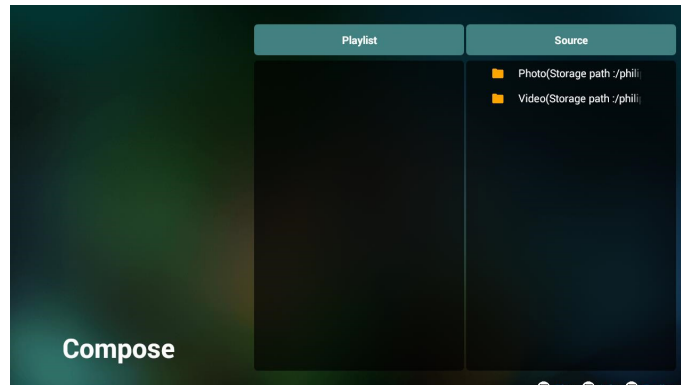 Playlist
Source
Photo(Storage path :/phili
Video(Storage path :/phili
Compose